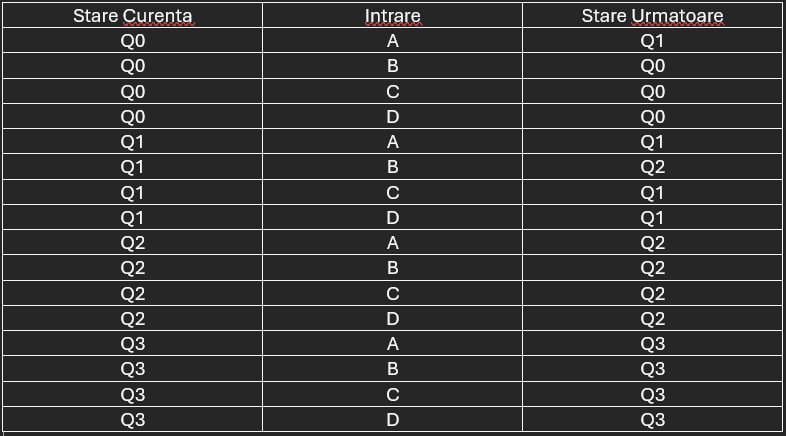 Stare Curenta Intrare Stare Urmatoare
Q0 A Q1
Q0 B Q0
Q0 C Q0
Q0 D Q0
Q1 A Q1
Q1 B Q2
Q1 C Q1
Q1 D Q1
Q2 A Q2
Q2 B Q2
Q2 C Q2
Q2 D Q2
Q3 A Q3
Q3 B Q3
Q3 C Q3
Q3 D Q3